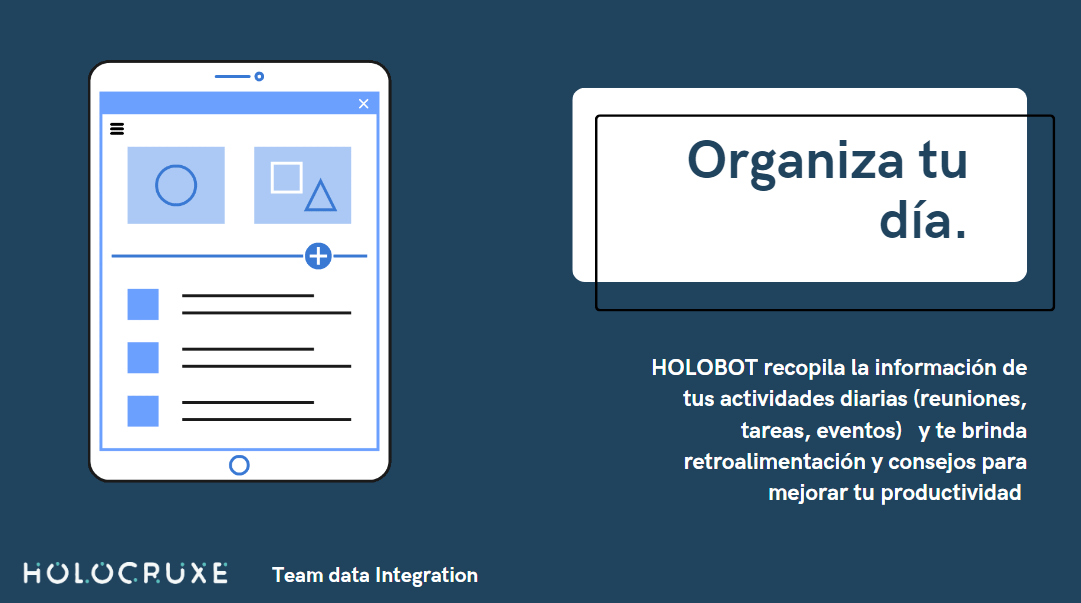 Organiza tu
día.
HOLOBOT recopila la información de
tus actividades diarias (reuniones,
tareas, eventos) y te brinda
retroalimentación y consejos para
mejorar tu productividad
HOLOCRUXE
Team data Integration